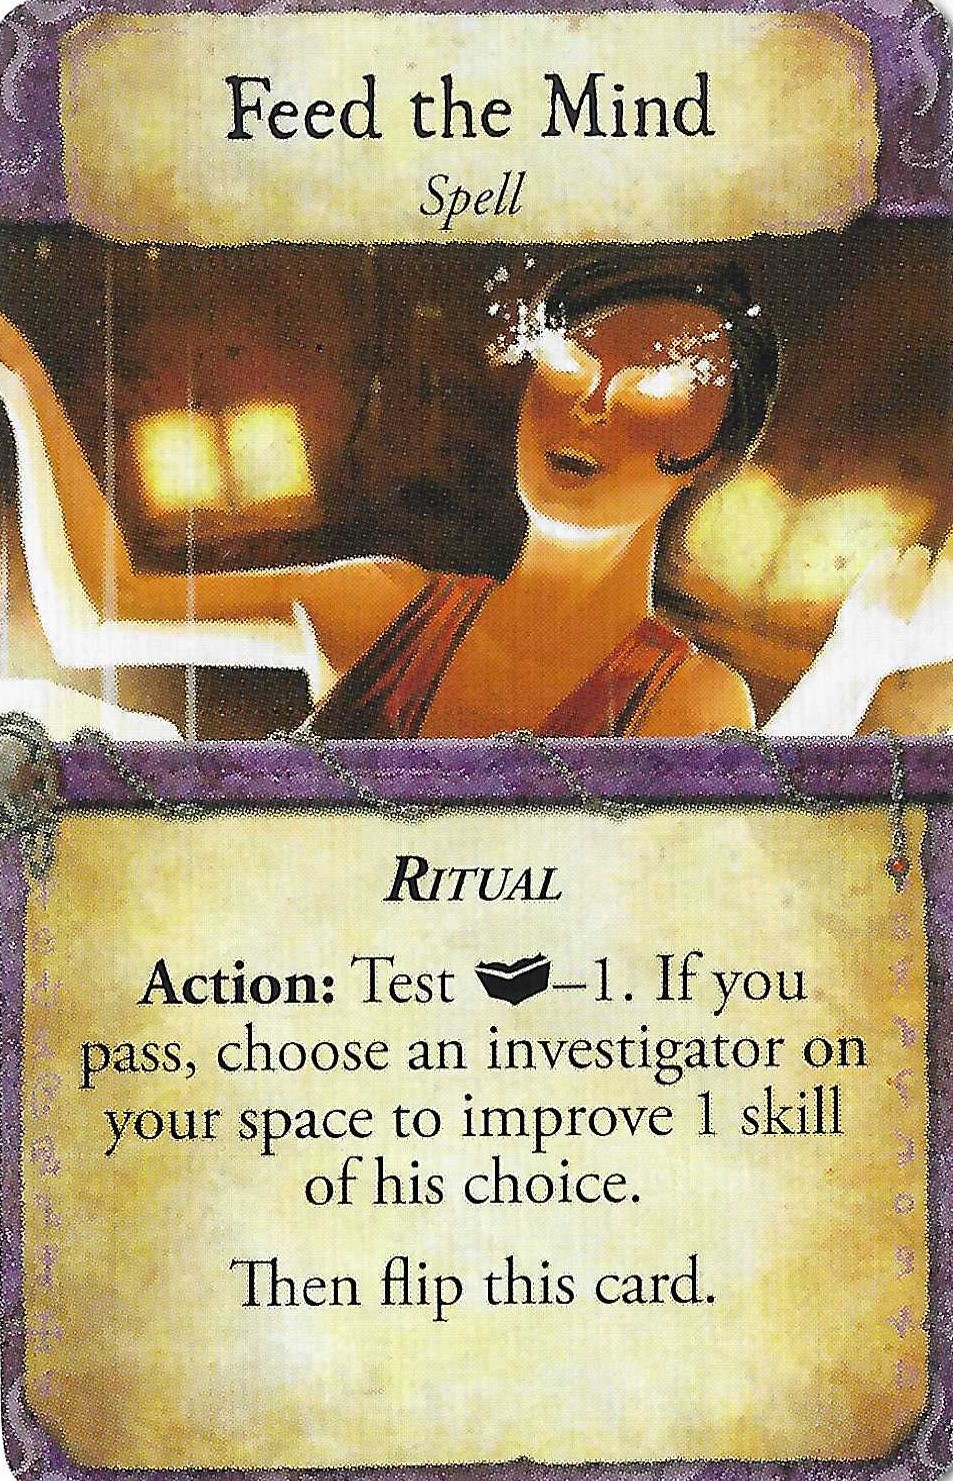 Feed the Mind
Spell
RITUAL
Action: Test –1. If you
pass, choose an investigator on
your space to improve 1 skill
of his choice.
Then flip this card.